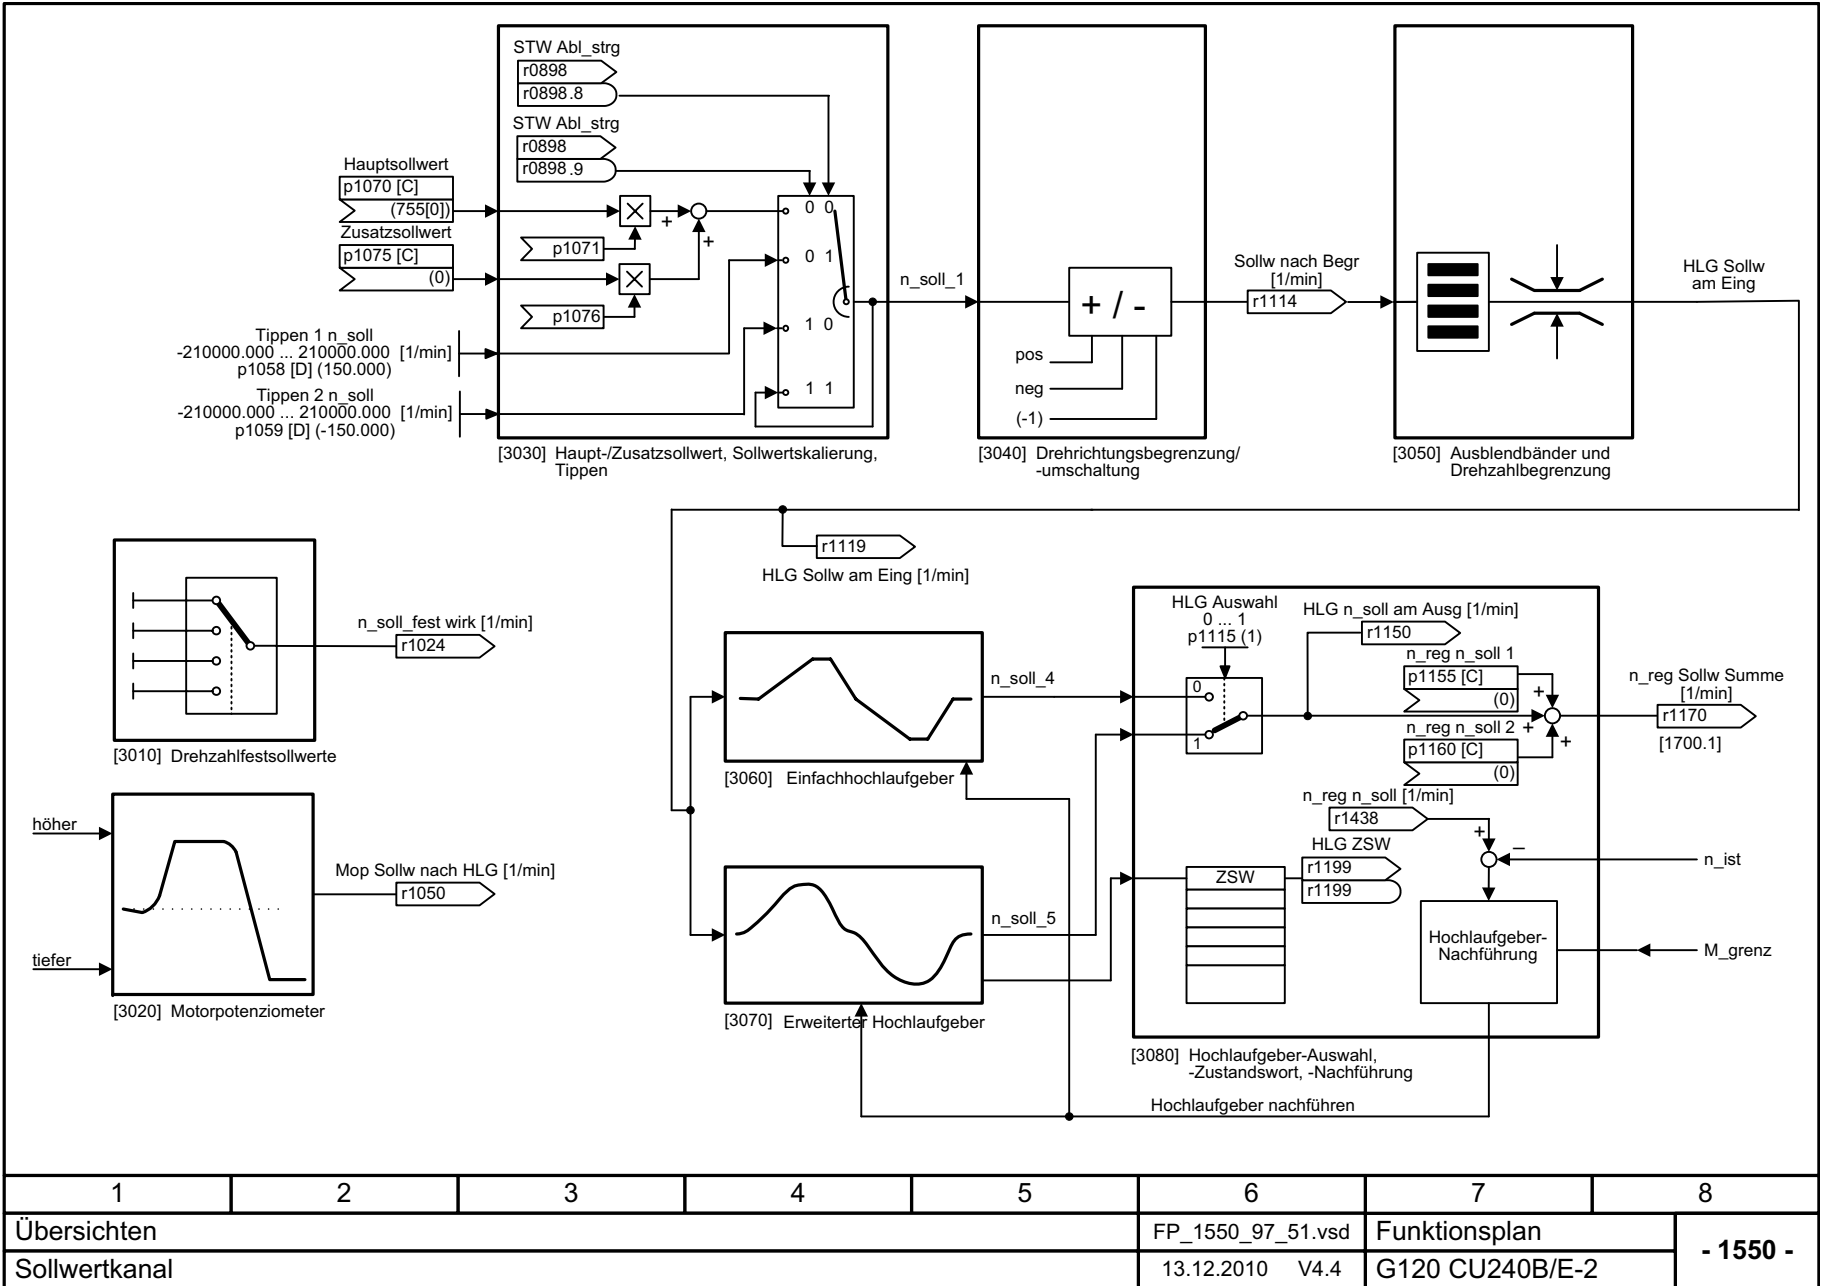 STW Abl_strg
r0898
r0898.8
STW Abl_strg
r0898
r0898.9
Hauptsollwert
p1070 [C]
(755[0])
Zusatzsollwert
p1075 [C]
(0)
p1071
p1076
+
+
0 0
0 1
1 0
1 1
Tippen 1 n_soll
-210000.000 ... 210000.000 [1/min]
p1058 [D] (150.000)
Tippen 2 n_soll
-210000.000 ... 210000.000 [1/min]
p1059 [D] (-150.000)
[3030] Haupt-/Zusatzsollwert, Sollwertskalierung,
Tippen
n_soll_1
+ / -
pos
neg
(-1)
[3040] Drehrichtungsbegrenzung/
-umschaltung
Sollw nach Begr
[1/min]
r1114
[3050] Ausblendbänder und
Drehzahlbegrenzung
HLG Sollw
am Eing
r1119
HLG Sollw am Eing [1/min]
n_soll_fest wirk [1/min]
r1024
[3010] Drehzahlfestsollwerte
höher
tiefer
Mop Sollw nach HLG [1/min]
r1050
[3020] Motorpotenziometer
n_soll_4
[3060] Einfachhochlaufgeber
n_soll_5
[3070] Erweiterter Hochlaufgeber
HLG Auswahl
0 ... 1
p1115 (1)
0
1
HLG n_soll am Ausg [1/min]
r1150
n_reg n_soll 1
p1155 [C]
(0)
+
n_reg n_soll 2
+
p1160 [C]
(0)
+
n_reg Sollw Summe
[1/min]
r1170
[1700.1]
n_reg n_soll [1/min]
r1438
+
–
n_ist
HLG ZSW
r1199
r1199
ZSW
Hochlaufgeber-
Nachführung
M_grenz
[3080] Hochlaufgeber-Auswahl,
-Zustandswort, -Nachführung
Hochlaufgeber nachführen
1 2 3 4 5 6 7 8
Übersichten FP_1550_97_51.vsd Funktionsplan
- 1550 -
Sollwertkanal 13.12.2010 V4.4 G120 CU240B/E-2